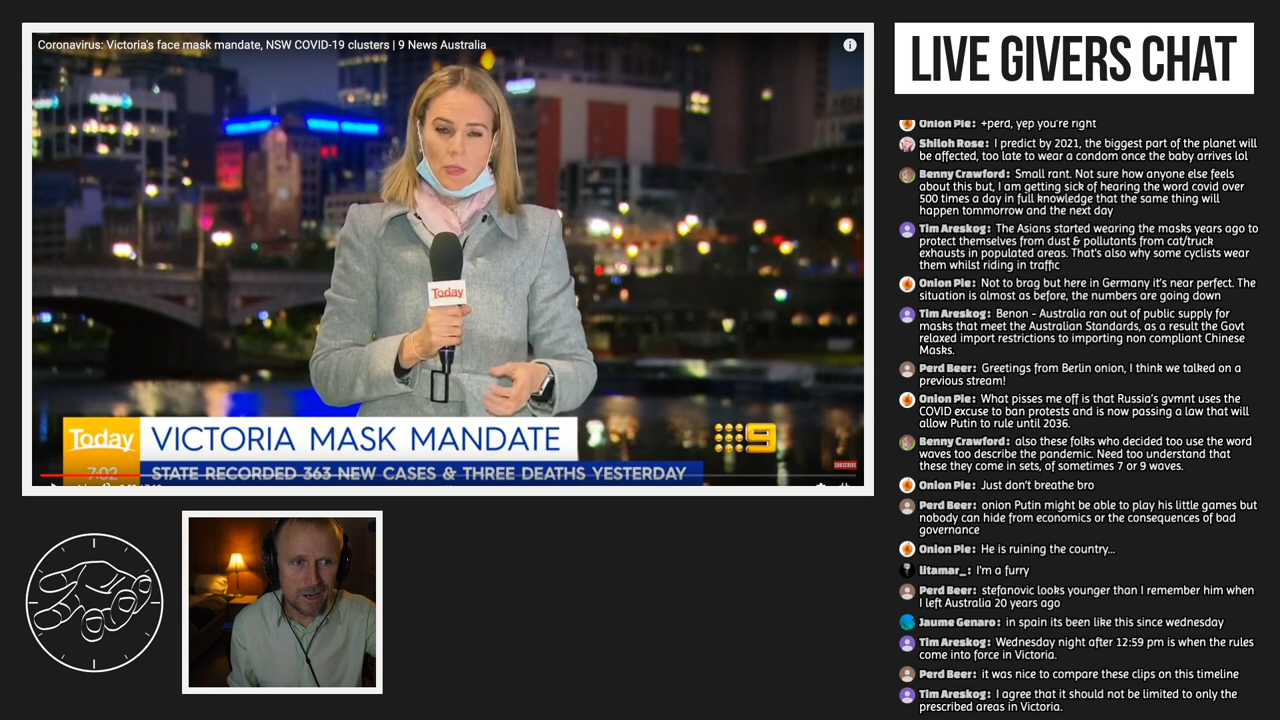 Coronavirus: Victoria's face mask mandate, NSW COVID-19 clusters | 9 News Australia
Today
Today
VICTORIA MASK MANDATE
9
7:02
STATE RECORDED 363 NEW CASES & THREE DEATHS YESTERDAY
SUBSCRIBE
LIVE GIVERS CHAT
Onion Pie: +perd, yep you're right
Shiloh Rose: I predict by 2021, the biggest part of the planet will
be affected, too late to wear a condom once the baby arrives lol
Benny Crawford: Small rant. Not sure how anyone else feels
about this but, I am getting sick of hearing the word covid over
500 times a day in full knowledge that the same thing will
happen tommorrow and the next day
Tim Areskog: The Asians started wearing the masks years ago to
protect themselves from dust & pollutants from cat/truck
exhausts in populated areas. That's also why some cyclists wear
them whilst riding in traffic
Onion Pie: Not to brag but here in Germany it's near perfect. The
situation is almost as before, the numbers are going down
Tim Areskog: Benon - Australia ran out of public supply for
masks that meet the Australian Standards, as a result the Govt
relaxed import restrictions to importing non compliant Chinese
Masks.
Perd Beer: Greetings from Berlin onion, I think we talked on a
previous stream!
Onion Pie: What pisses me off is that Russia's gvmnt uses the
COVID excuse to ban protests and is now passing a law that will
allow Putin to rule until 2036.
Benny Crawford: also these folks who decided too use the word
waves too describe the pandemic. Need too understand that
these they come in sets, of sometimes 7 or 9 waves.
Onion Pie: Just don't breathe bro
Perd Beer: onion Putin might be able to play his little games but
nobody can hide from economics or the consequences of bad
governance
Onion Pie: He is ruining the country...
litamar_: I'm a furry
Perd Beer: stefanovic looks younger than I remember him when
I left Australia 20 years ago
Jaume Genaro: in spain its been like this since wednesday
Tim Areskog: Wednesday night after 12:59 pm is when the rules
come into force in Victoria.
Perd Beer: it was nice to compare these clips on this timeline
Tim Areskog: I agree that it should not be limited to only the
prescribed areas in Victoria.